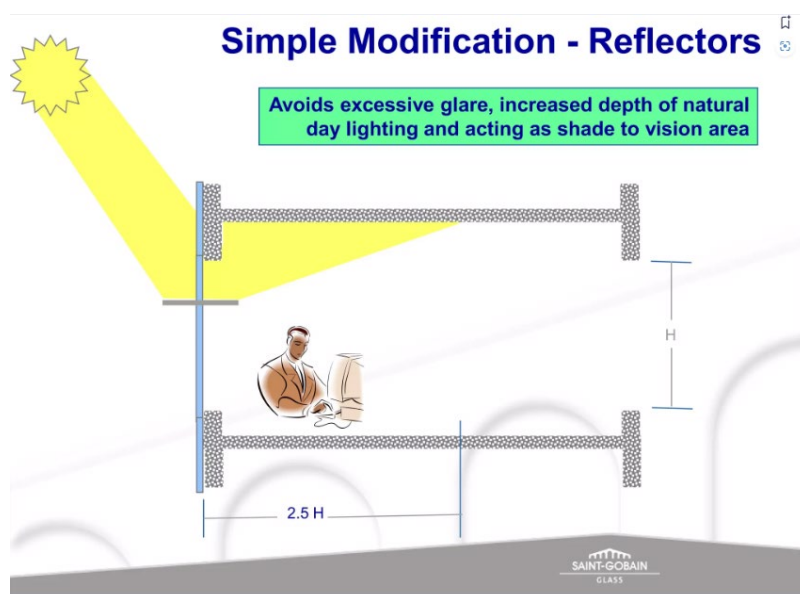 Simple Modification - Reflectors
Avoids excessive glare, increased depth of natural
day lighting and acting as shade to vision area
H
2.5 H
SAINT-GOBAIN
GLASS